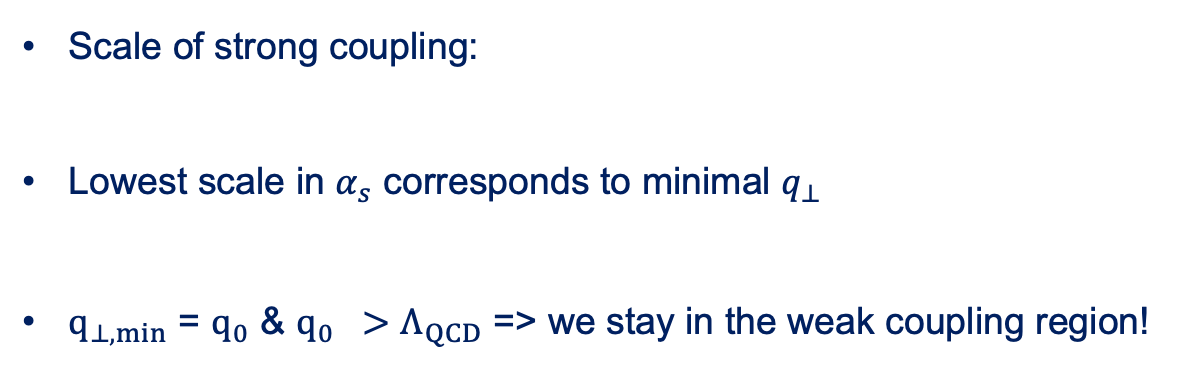 • Scale of strong coupling:
• Lowest scale in αₛ corresponds to minimal q⊥
• q⊥,min = q₀ & q₀ > Λ_QCD => we stay in the weak coupling region!